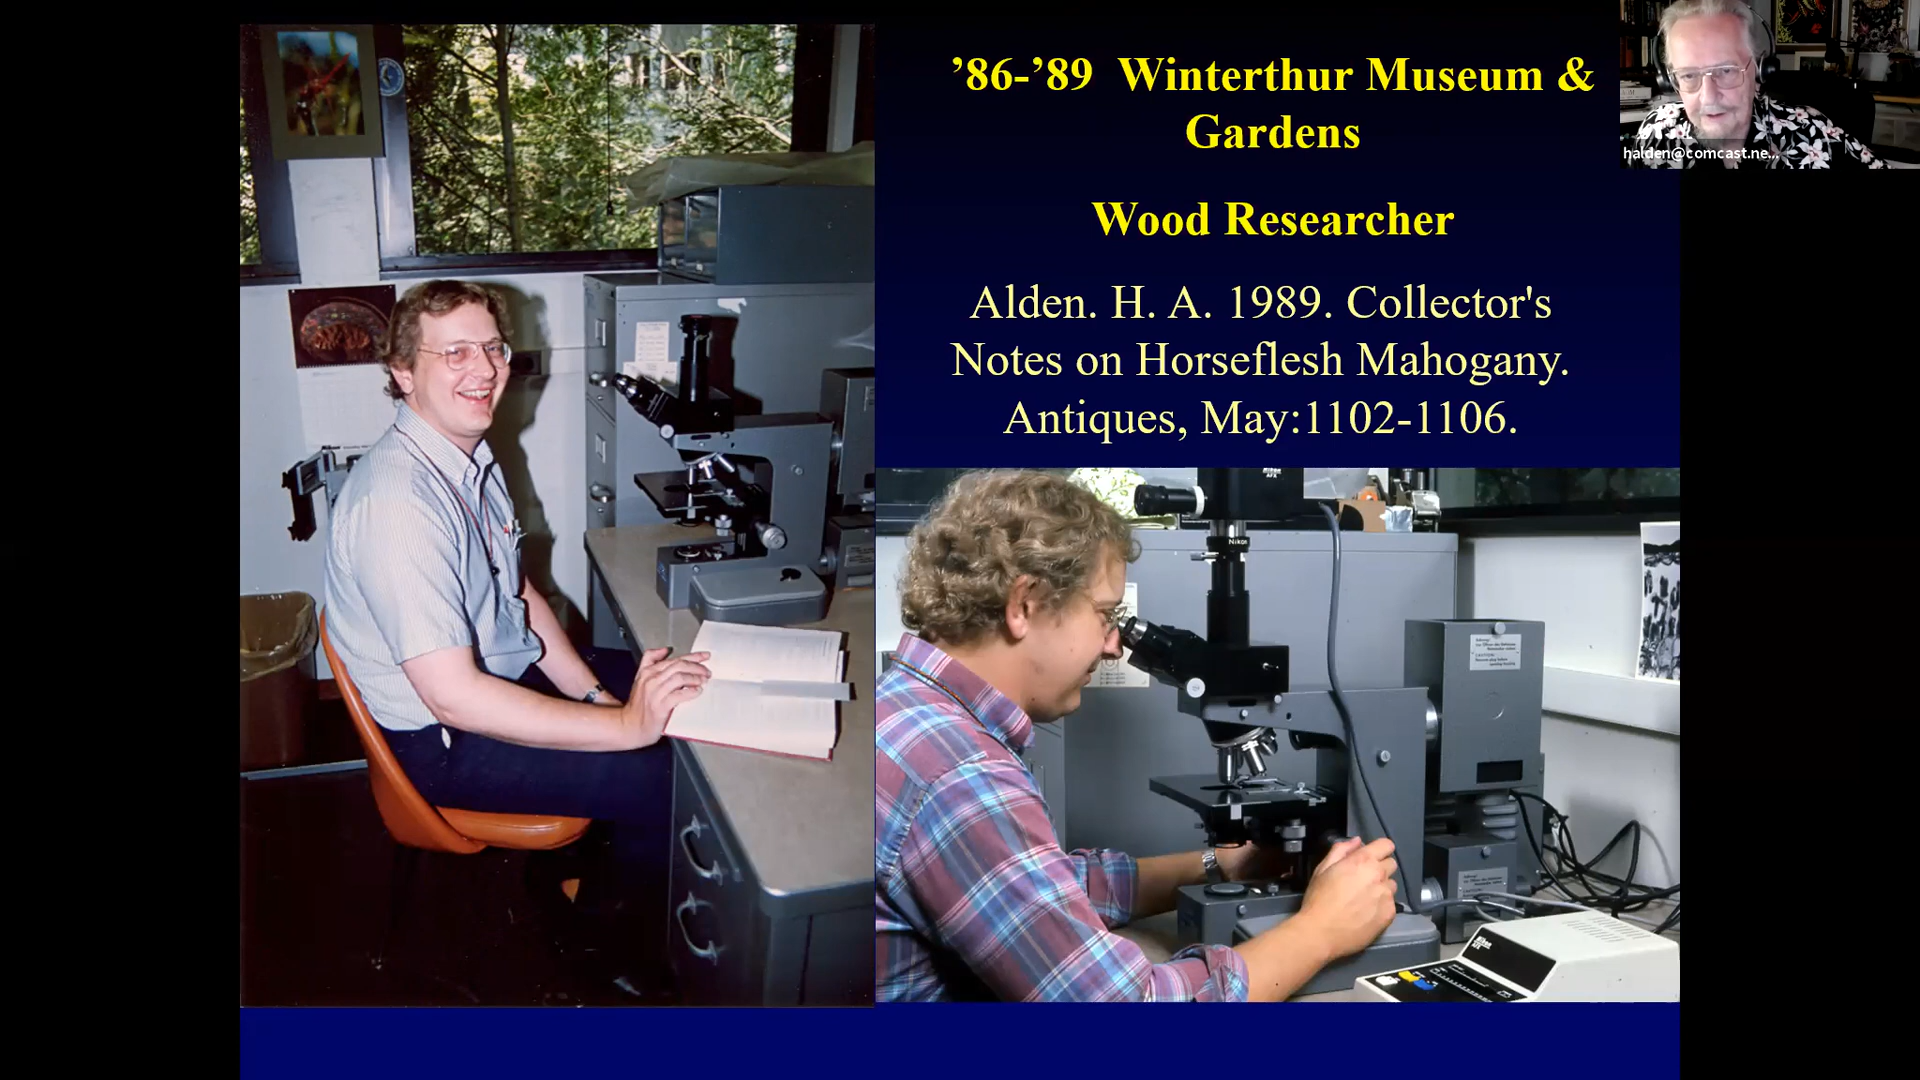 ’86-’89 Winterthur Museum &
Gardens
Wood Researcher
Alden. H. A. 1989. Collector's
Notes on Horseflesh Mahogany.
Antiques, May:1102-1106.
halden@comcast.ne...
Nikon